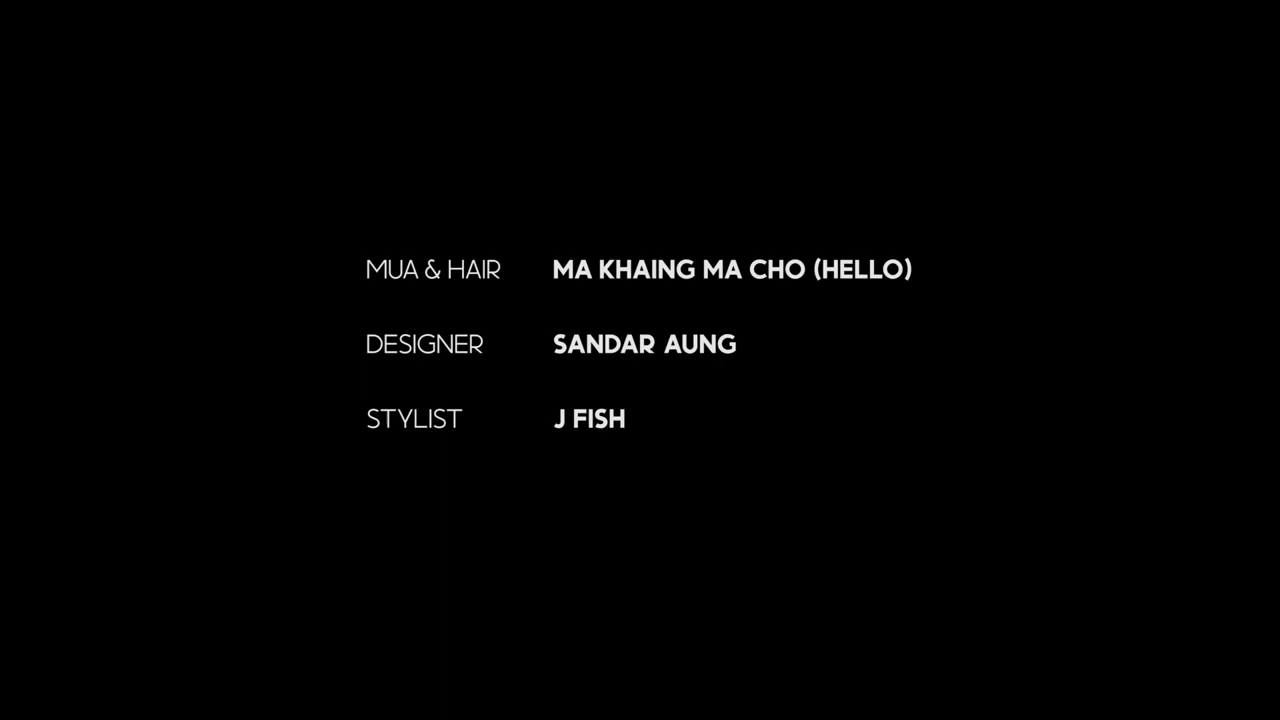 MUA & HAIR MA KHAING MA CHO (HELLO)
DESIGNER SANDAR AUNG
STYLIST J FISH